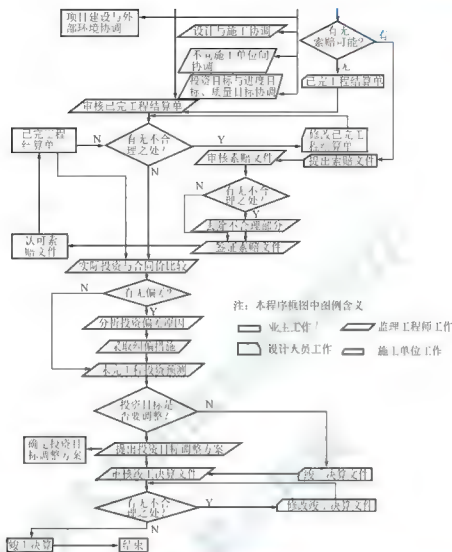 项目建设与外
部环境协调
设计与施工协调
不同施工单位间
协调
投资目标与进度目
标、质量目标协调
有无
索赔可能?
无
已完工程结算单
审核已完工程结算单
已完工程
结算单
N
有无不合
理之处?
Y
修改已完工
程结算单
审核索赔文件
提出索赔文件
N
有无不合
理之处?
Y
去除不合理部分
签证索赔文件
认可索
赔文件
实际投资与合同价比较
N
有无偏差?
Y
分析投资偏差原因
采取纠偏措施
未完工程投资预测
投资目标是
否要调整?
N
Y
确定投资目
标调整方案
提出投资目标调整方案
审核竣工决算文件
竣工决算文件
有无不合
理之处?
Y
修改竣工决算文件
N
竣工决算
结束
注：本程序框图中图例含义
业主工作
监理工程师工作
设计人员工作
施工单位工作